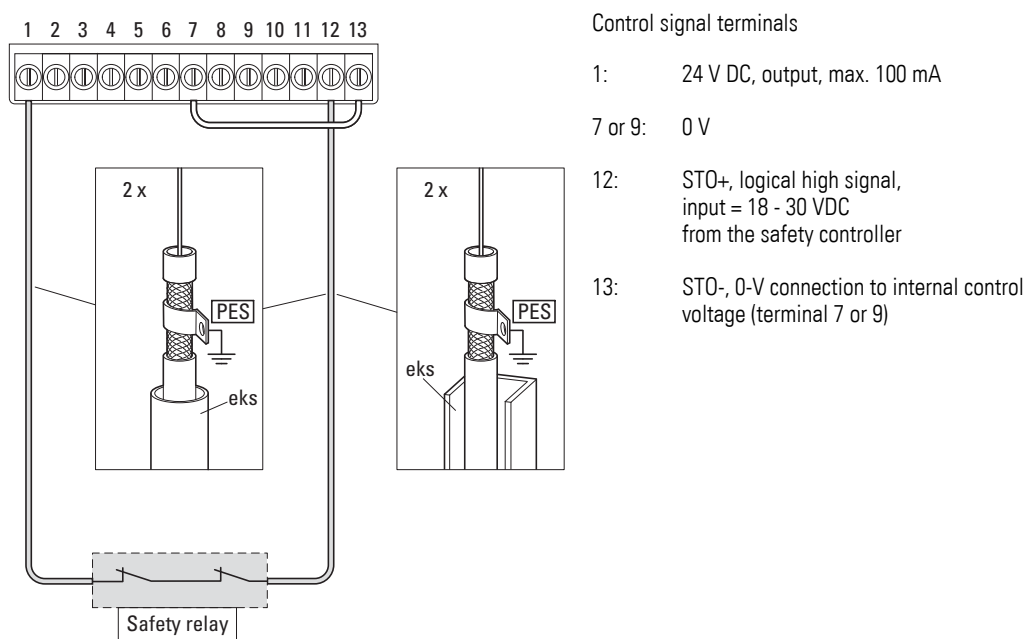 1 2 3 4 5 6 7 8 9 10 11 12 13
2 x
PES
eks
2 x
PES
eks
Safety relay
Control signal terminals
1: 24 V DC, output, max. 100 mA
7 or 9: 0 V
12: STO+, logical high signal,
input = 18 - 30 VDC
from the safety controller
13: STO-, 0-V connection to internal control
voltage (terminal 7 or 9)